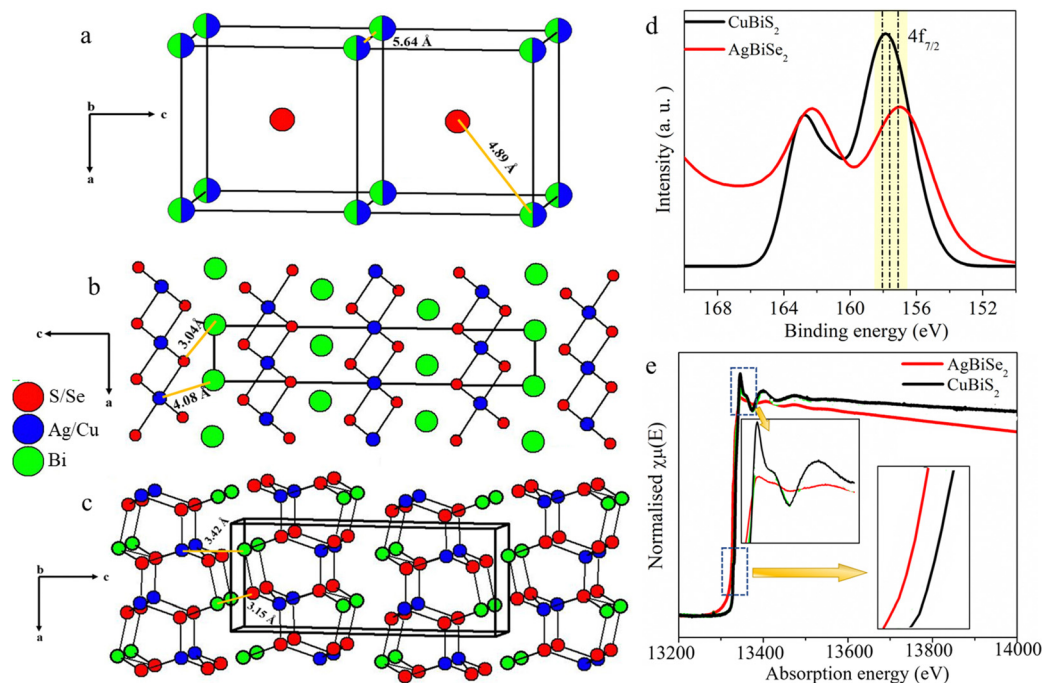 a
5.64 Å
4.89 Å
b
c
a
b
3.04Å
4.08 Å
c
a
S/Se
Ag/Cu
Bi
c
3.42 Å
3.15 Å
b
c
a
d
CuBiS₂
AgBiSe₂
4f₇/₂
Intensity (a. u. )
168 164 160 156 152
Binding energy (eV)
e
AgBiSe₂
CuBiS₂
Normalised χμ(E)
13200 13400 13600 13800 14000
Absorption energy (eV)